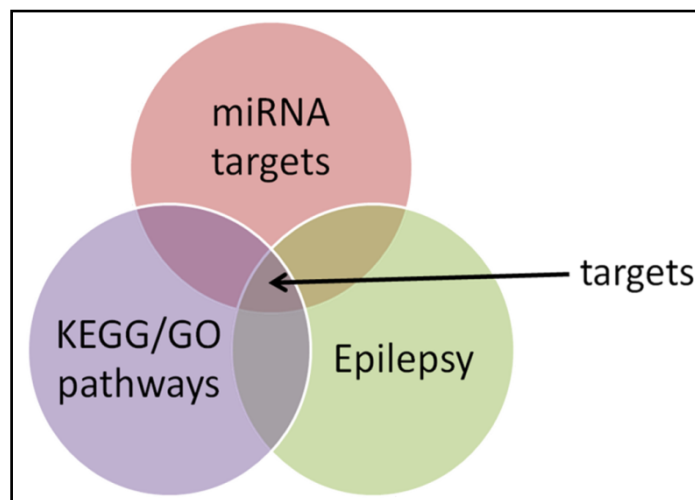 miRNA
targets
targets
KEGG/GO
pathways
Epilepsy